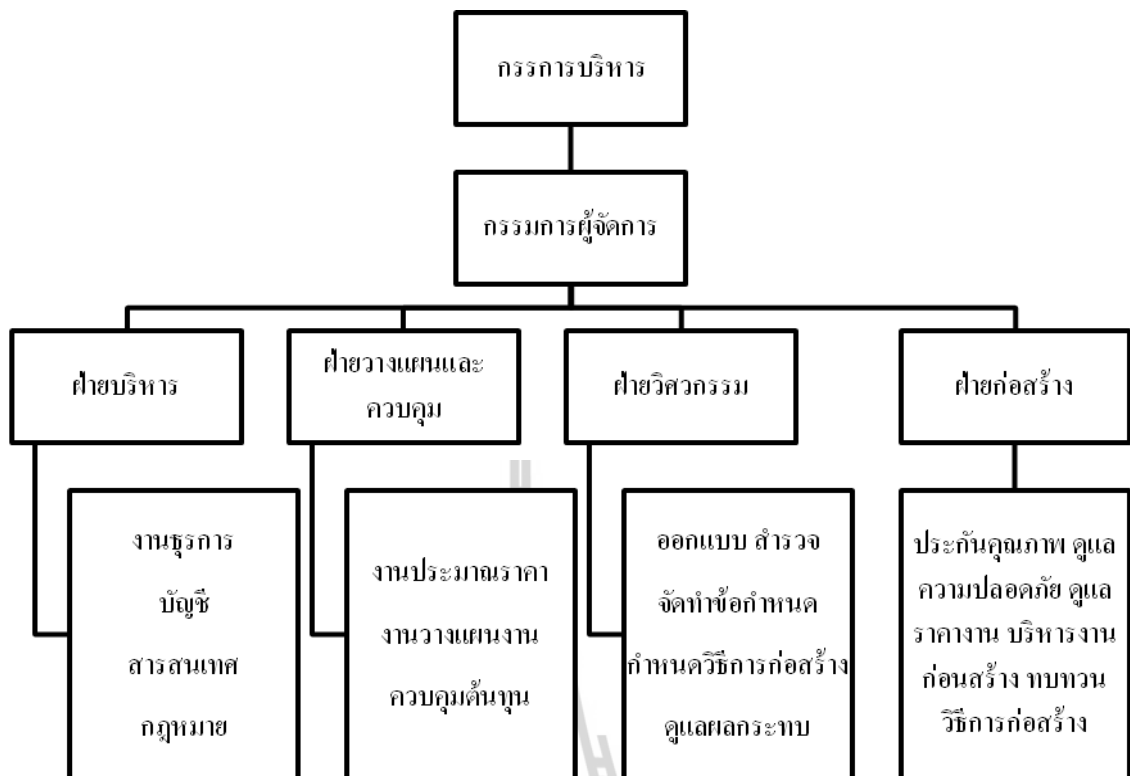 กรรการบริหาร
กรรมการผู้จัดการ
ฝ่ายบริหาร
ฝ่ายวางแผนและ
ควบคุม
ฝ่ายวิศวกรรม
ฝ่ายก่อสร้าง
งานธุรการ
บัญชี
สารสนเทศ
กฎหมาย
งานประมาณราคา
งานวางแผนงาน
ควบคุมต้นทุน
ออกแบบ สำรวจ
จัดทำข้อกำหนด
กำหนดวิธีการก่อสร้าง
ดูแลผลกระทบ
ประกันคุณภาพ ดูแล
ความปลอดภัย ดูแล
ราคางาน บริหารงาน
ก่อนสร้าง ทบทวน
วิธีการก่อสร้าง